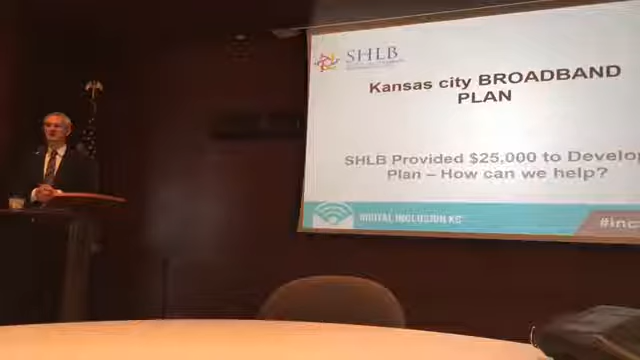 SHLB
Kansas city BROADBAND
PLAN
SHLB Provided $25,000 to Develop
Plan – How can we help?
DIGITAL INCLUSION KC
#inc